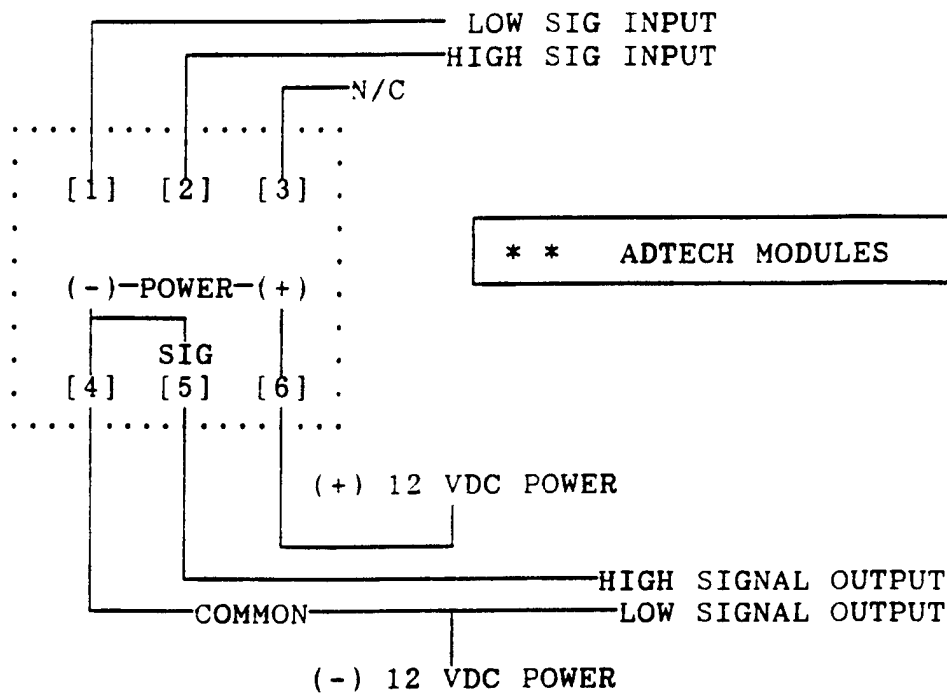 LOW SIG INPUT
HIGH SIG INPUT
N/C
[1] [2] [3]
* * ADTECH MODULES
(-)-POWER-(+)
SIG
[4] [5] [6]
(+) 12 VDC POWER
HIGH SIGNAL OUTPUT
COMMON LOW SIGNAL OUTPUT
(-) 12 VDC POWER